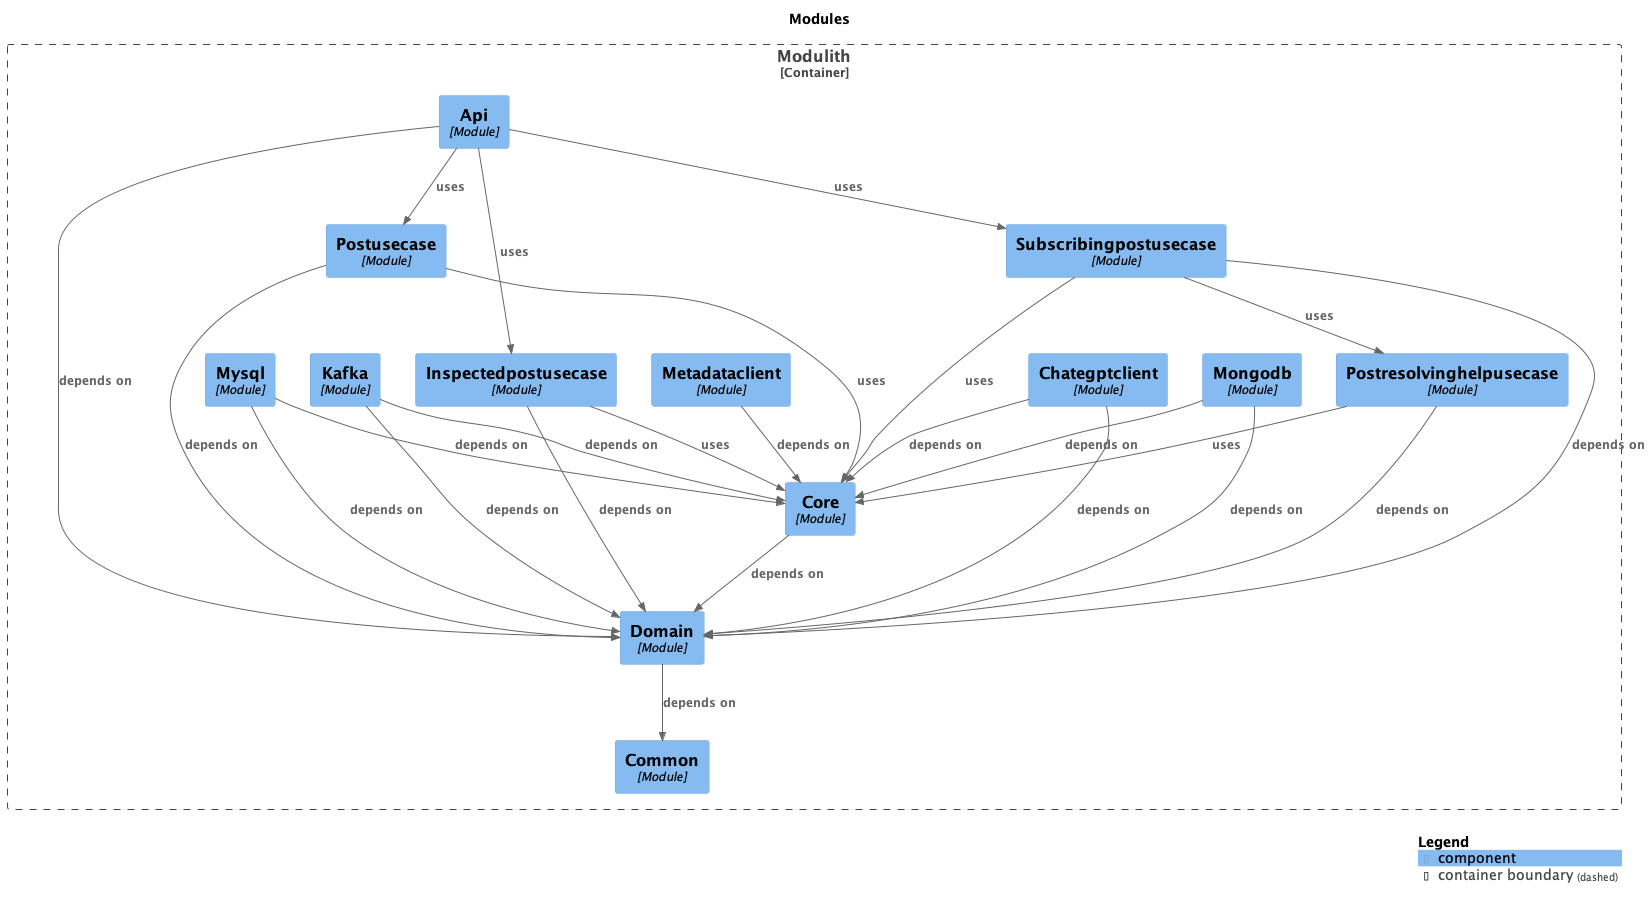 Modules
Modulith
[Container]
Api
[Module]
uses
uses
Postusecase
[Module]
Subscribingpostusecase
[Module]
uses
uses
Mysql
[Module]
Kafka
[Module]
Inspectedpostusecase
[Module]
Metadataclient
[Module]
Chategptclient
[Module]
Mongodb
[Module]
Postresolvinghelpusecase
[Module]
depends on
uses
uses
depends on
depends on
depends on
uses
depends on
depends on
depends on
uses
depends on
Core
[Module]
depends on
depends on
depends on
depends on
depends on
depends on
depends on
Domain
[Module]
depends on
Common
[Module]
Legend
component
container boundary (dashed)